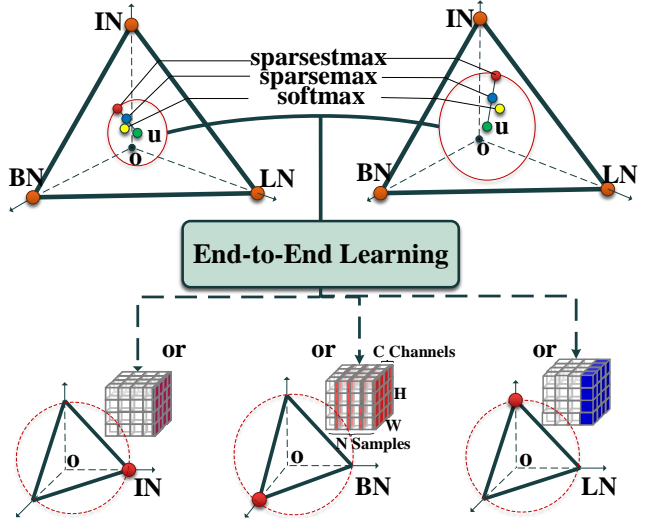 IN
IN
sparsestmax
sparsemax
softmax
u
u
o
o
BN
LN
BN
LN
End-to-End Learning
or
or
or
C Channels
H
W
N Samples
o
IN
o
BN
o
LN